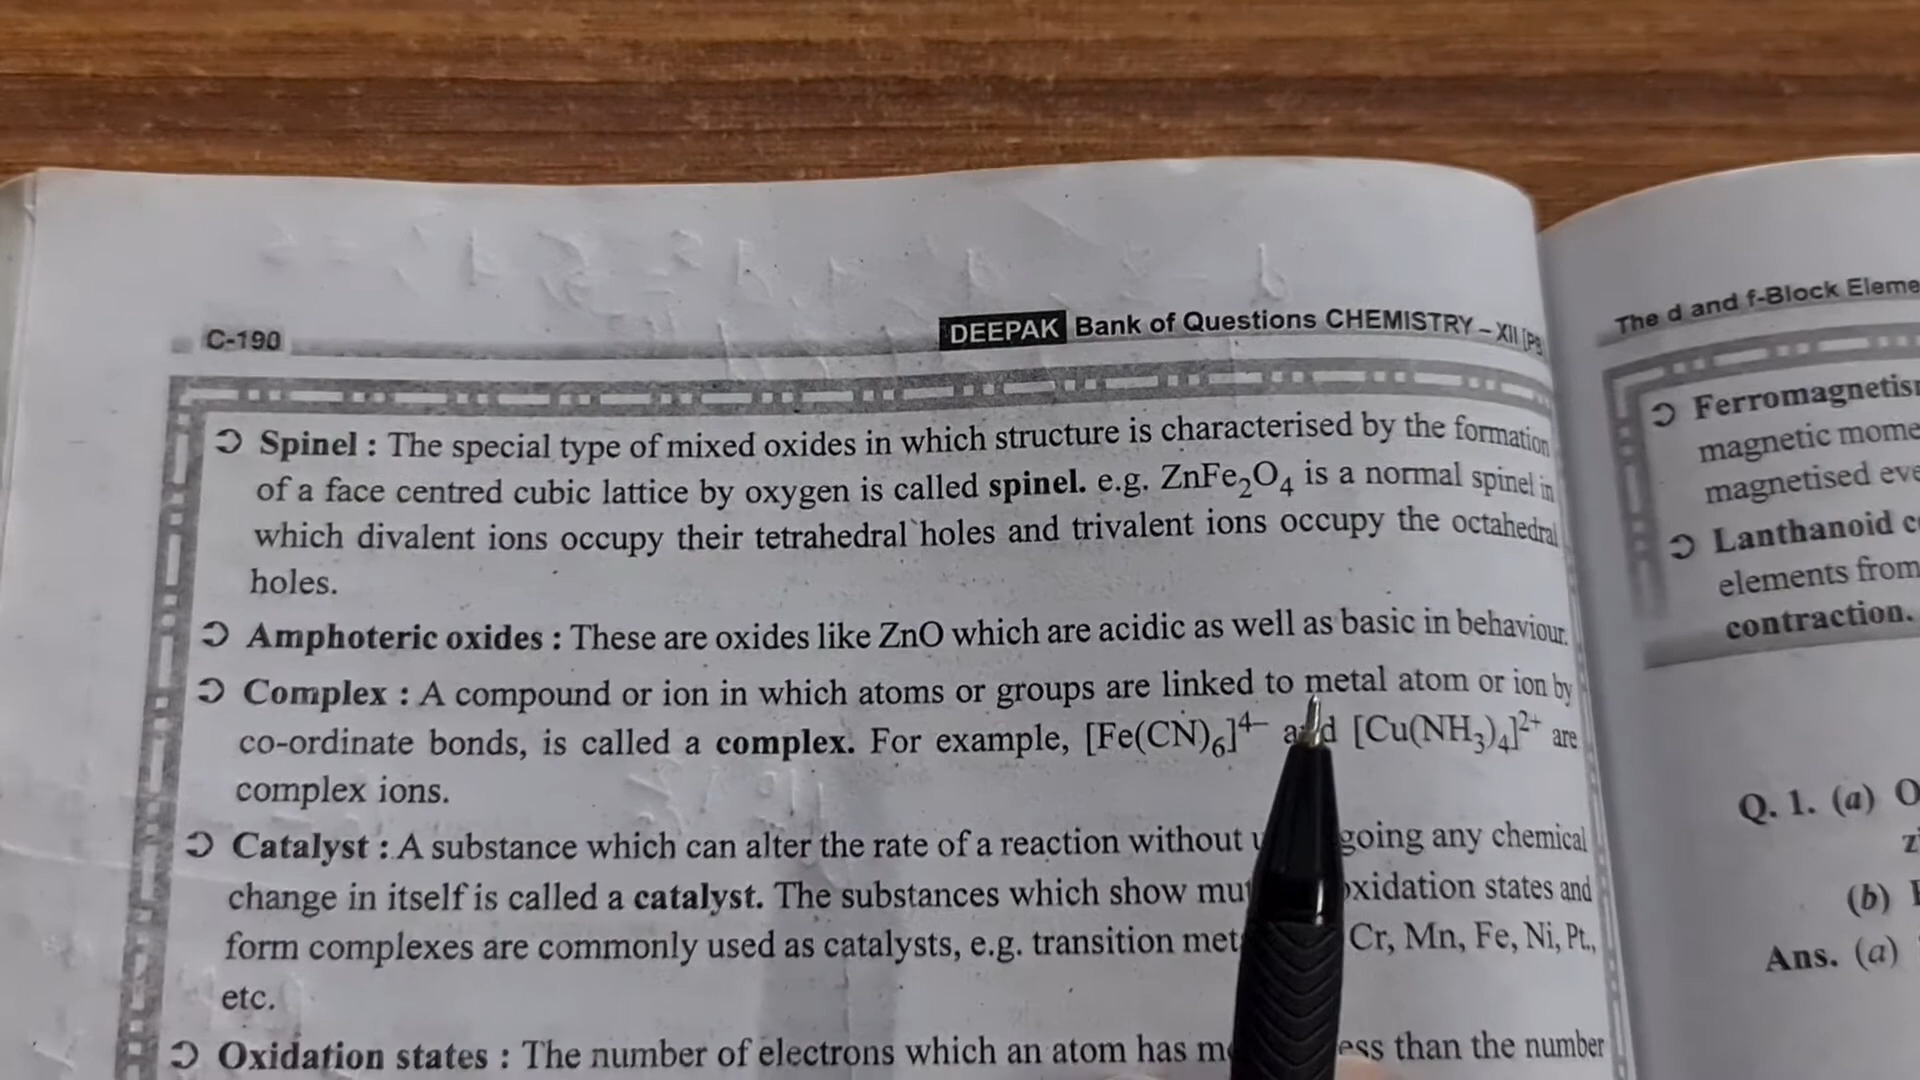 C-190
DEEPAK Bank of Questions CHEMISTRY – XII [PS
Spinel : The special type of mixed oxides in which structure is characterised by the formation
of a face centred cubic lattice by oxygen is called spinel. e.g. ZnFe₂O₄ is a normal spinel in
which divalent ions occupy their tetrahedral holes and trivalent ions occupy the octahedral
holes.
Amphoteric oxides : These are oxides like ZnO which are acidic as well as basic in behaviour.
Complex : A compound or ion in which atoms or groups are linked to metal atom or ion by
co-ordinate bonds, is called a complex. For example, [Fe(CN)₆]⁴⁻ and [Cu(NH₃)₄]²⁺ are
complex ions.
Catalyst : A substance which can alter the rate of a reaction without going any chemical
change in itself is called a catalyst. The substances which show oxidation states and
form complexes are commonly used as catalysts, e.g. transition Cr, Mn, Fe, Ni, Pt.,
etc.
Oxidation states : The number of electrons which an atom has than the number
The d and f-Block
Ferromagnetis
magnetic
magnetised
Lanthanoid
elements from
contraction.
Q. 1. (a)
(b)
Ans. (a)